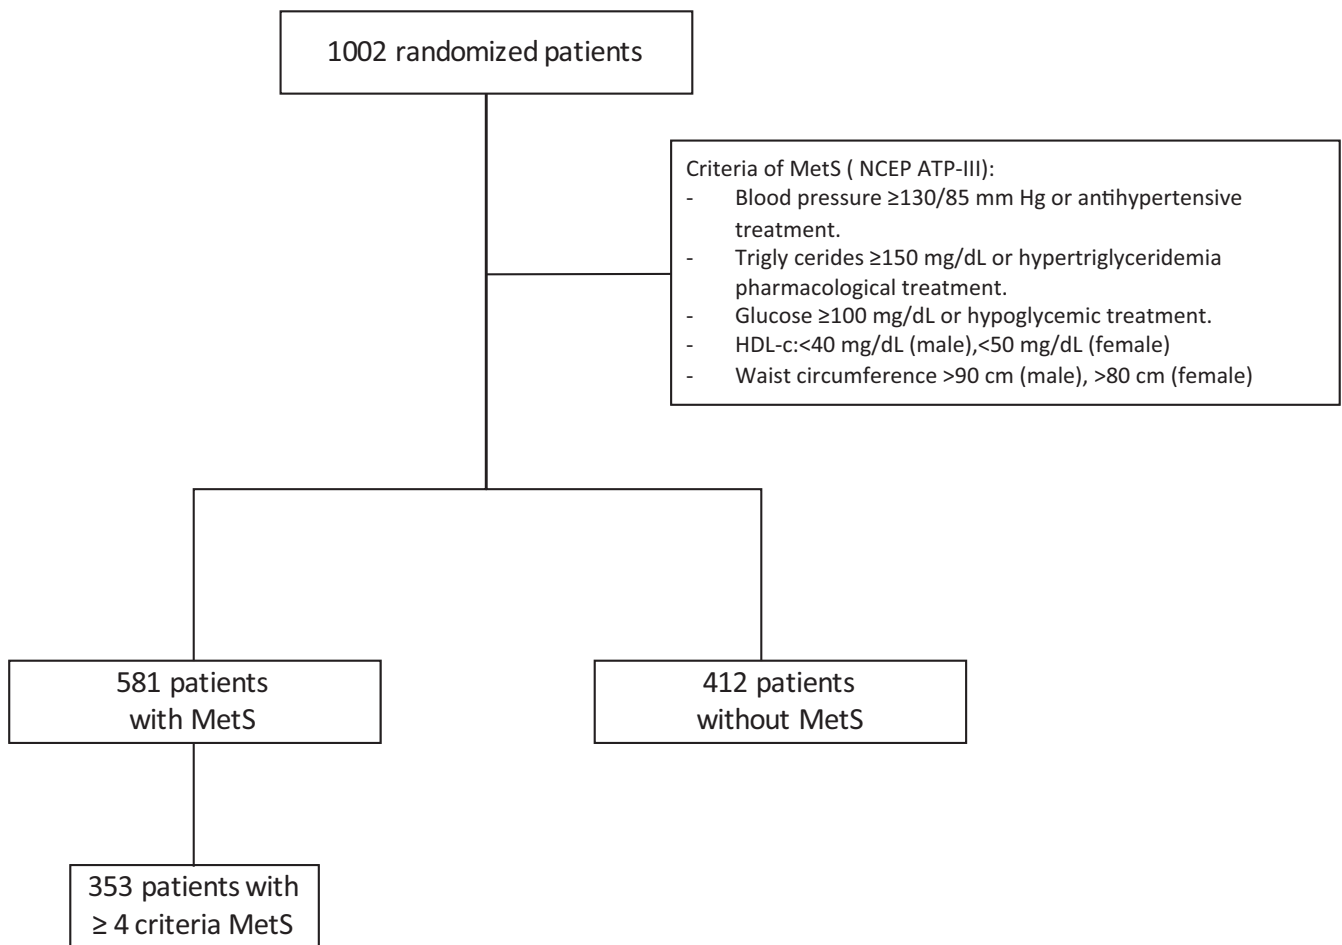 1002 randomized patients
Criteria of MetS ( NCEP ATP-III):
- Blood pressure ≥130/85 mm Hg or antihypertensive
treatment.
- Trigly cerides ≥150 mg/dL or hypertriglyceridemia
pharmacological treatment.
- Glucose ≥100 mg/dL or hypoglycemic treatment.
- HDL-c:<40 mg/dL (male),<50 mg/dL (female)
- Waist circumference >90 cm (male), >80 cm (female)
581 patients
with MetS
412 patients
without MetS
353 patients with
≥ 4 criteria MetS